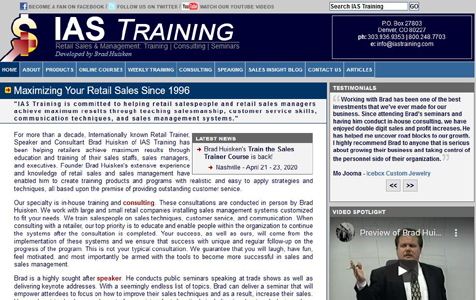 BECOME A FAN ON FACEBOOK
FOLLOW US ON TWITTER
WATCH US ON OUR YOUTUBE VIDEOS
Search IAS Training
GO
IAS TRAINING
Retail Sales & Management: Training | Consulting | Seminars
Developed by Brad Huisken
P.O. Box 27803
Denver, CO 80227
ph: 303.936.9353 | 800.248.7703
e: info@iastraining.com
HOME
ABOUT
PRODUCTS
ONLINE COURSES
WEEKLY TRAINING
CONSULTING
SPEAKING
SALES INSIGHT BLOG
CONTACT US
ARTICLES
Maximizing Your Retail Sales Since 1996
"IAS Training is committed to helping retail salespeople and retail sales managers
achieve maximum results through teaching salesmanship, customer service skills,
communication techniques, and sales management systems."
For more than a decade, Internationally known Retail Trainer,
Speaker and Consultant Brad Huisken of IAS Training has
been helping retailers achieve maximum results through
education and training of their sales staffs, sales managers,
and executives. Founder Brad Huisken's extensive experience
and knowledge of retail sales and sales management have
enabled him to create training products and programs with realistic and easy to apply strategies and
techniques, all based upon the premise of providing outstanding customer service.
LATEST NEWS
Brad Huisken's Train the Sales
Trainer Course is back!
Nashville - April 21 - 23, 2020
Our specialty is in-house training and consulting. These consultations are conducted in person by Brad
Huisken. We work with large and small retail companies installing sales management systems customized
to fit your needs. We train salespeople on sales techniques, customer service, and communication. When
consulting with a retailer, our top priority is to educate and enable people within the organization to continue
the systems after the consultation is completed. Your success, as well as ours, will come from the
implementation of these systems and we ensure that success with unique and regular follow-up on the
progress of the program. This is not your typical consultation. We guarantee that you will laugh, have fun,
feel motivated, and most importantly be armed with the tools to become more successful in sales and
sales management.
Brad is a highly sought after speaker. He conducts public seminars and speaking at trade shows as well as
delivering keynote addresses. With a seemingly endless list of topics, Brad can deliver a seminar that will
empower attendees to focus on how to improve their sales techniques and as a result, increase their sales.
TESTIMONIALS
Working with Brad has been one of the best
investments that we've ever made for our
business. Since attending Brad's seminars and
having him conduct in-house consulting, we have
enjoyed double digit sales and profit increases. He
has helped me uncover road blocks to our growth.
I highly recommend Brad to anyone that is serious
about growing their business and taking control of
the personnel side of their organization.
Mo Jooma - icebox Custom Jewelry
<<
>>
VIDEO SPOTLIGHT
Preview of Brad Hui...